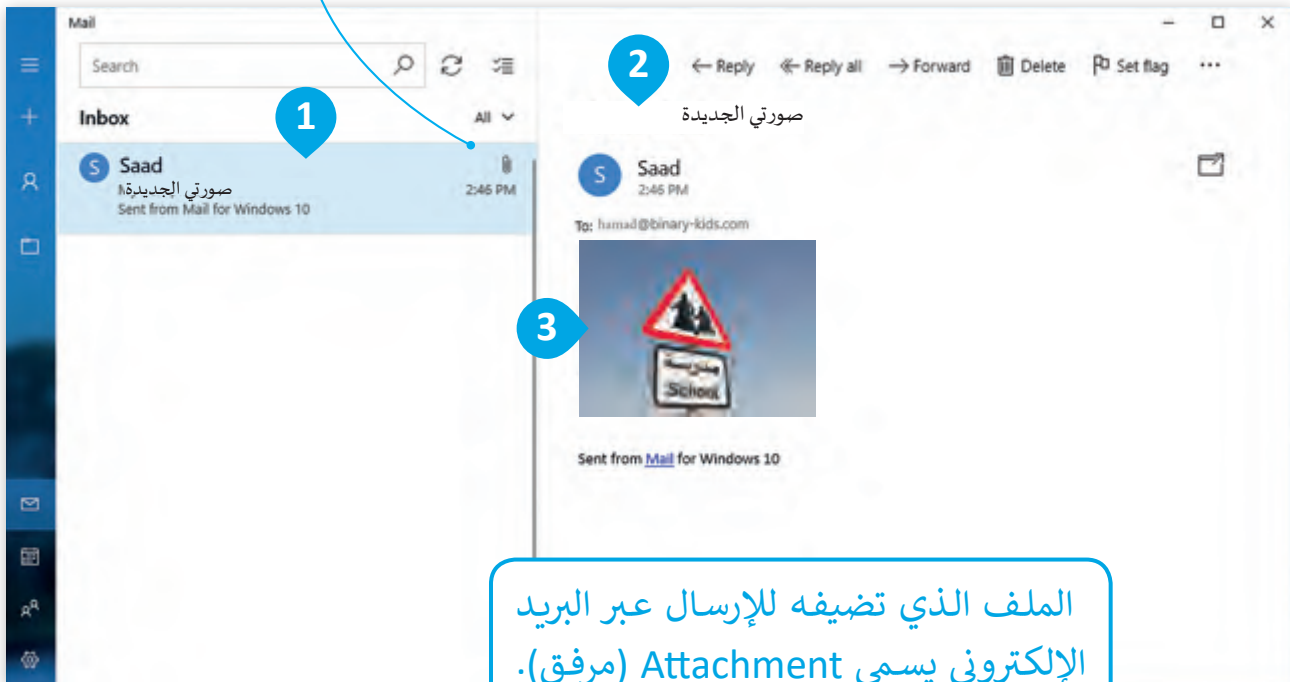 Mail
Search
Inbox
All
1
S
Saad
صورتي الجديدة
2:46 PM
Sent from Mail for Windows 10
2
Reply
Reply all
Forward
Delete
Set flag
صورتي الجديدة
S
Saad
2:46 PM
To: hamad@binary-kids.com
3
مدرسة
School
Sent from Mail for Windows 10
الملف الذي تضيفه للإرسال عبر البريد
الإلكتروني يسمى Attachment (مرفق).